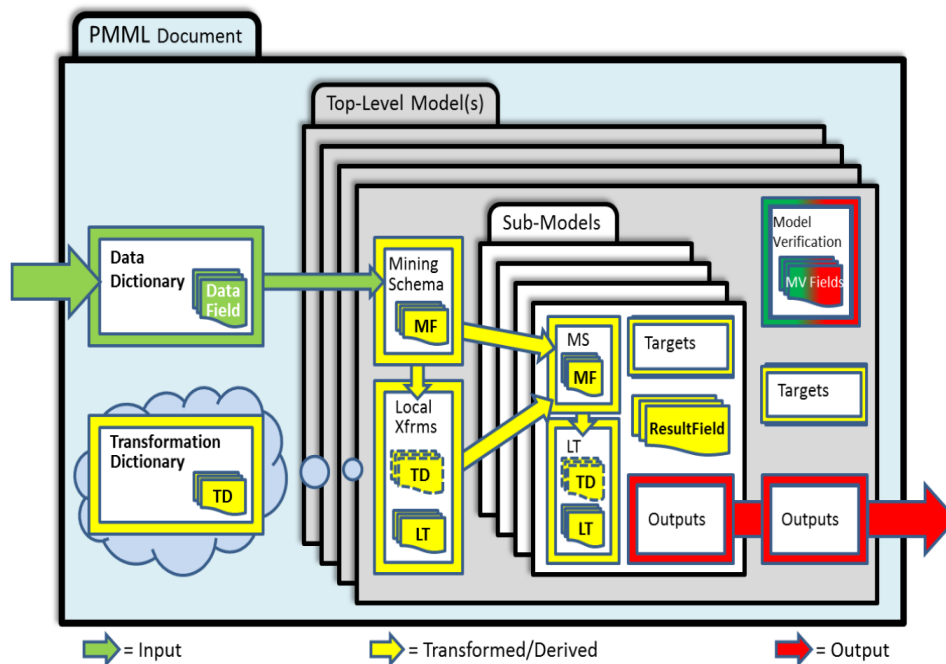 PMML Document
Top-Level Model(s)
Sub-Models
Model
Verification
MV Fields
Data
Dictionary
Data
Field
Mining
Schema
MF
MS
MF
Targets
Targets
Transformation
Dictionary
TD
Local
Xfrms
TD
LT
LT
TD
LT
ResultField
Outputs
Outputs
= Input
= Transformed/Derived
= Output